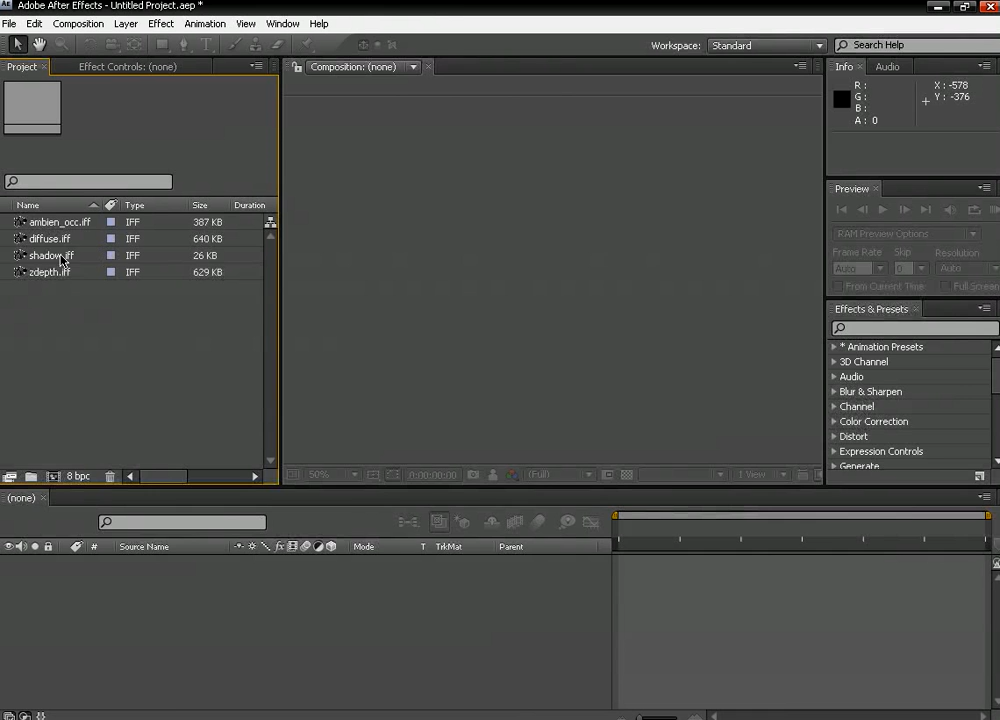 Adobe After Effects - Untitled Project.aep *
File Edit Composition Layer Effect Animation View Window Help
Workspace: Standard Search Help
Project Effect Controls: (none) Composition: (none) Info Audio
R: X: -578
G: Y: -376
B:
A: 0
Preview
Name Type Size Duration
ambien_occ.iff IFF 387 KB
diffuse.iff IFF 640 KB
RAM Preview Options
shadow.iff IFF 26 KB
Frame Rate Skip Resolution
Auto 0 Auto
zdepth.iff IFF 629 KB
From Current Time Full Screen
Effects & Presets
* Animation Presets
3D Channel
Audio
Blur & Sharpen
Channel
Color Correction
Distort
Expression Controls
Generate
8 bpc 50% 0:00:00:00 (Full) 1 View
(none)
# Source Name Mode T TrkMat Parent